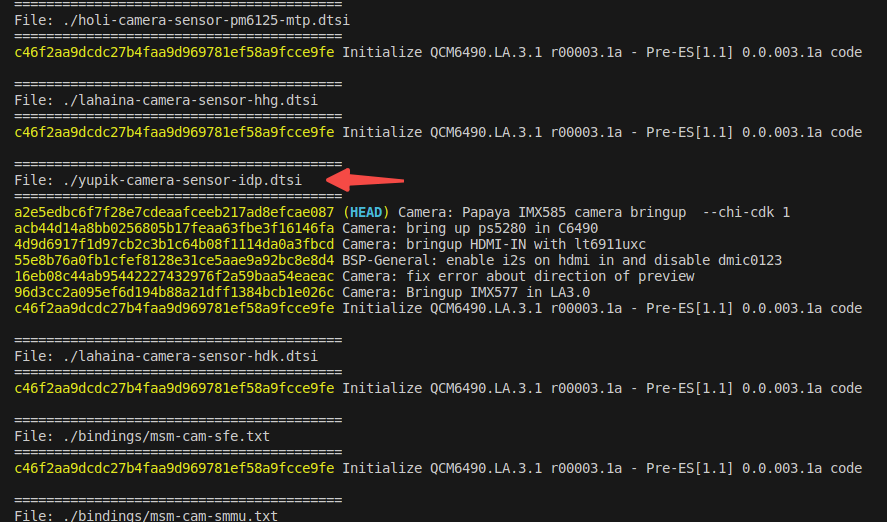 =========================================
File: ./holi-camera-sensor-pm6125-mtp.dtsi
=========================================
c46f2aa9dcdc27b4faa9d969781ef58a9fcce9fe Initialize QCM6490.LA.3.1 r00003.1a - Pre-ES[1.1] 0.0.003.1a code
=========================================
File: ./lahaina-camera-sensor-hhg.dtsi
=========================================
c46f2aa9dcdc27b4faa9d969781ef58a9fcce9fe Initialize QCM6490.LA.3.1 r00003.1a - Pre-ES[1.1] 0.0.003.1a code
=========================================
File: ./yupik-camera-sensor-idp.dtsi
=========================================
a2e5edbc6f7f28e7cdeaafceeb217ad8efcae087 (HEAD) Camera: Papaya IMX585 camera bringup  --chi-cdk 1
acb44d14a8bb0256805b17feaa63fbe3f16146fa Camera: bring up ps5280 in C6490
4d9d6917f1d97cb2c3b1c64b08f1114da0a3fbcd Camera: bringup HDMI-IN with lt6911uxc
55e8b76a0fb1cfef8128e31ce5aae9a92bc8e8d4 BSP-General: enable i2s on hdmi in and disable dmic0123
16eb08c44ab95442227432976f2a59baa54eaeac Camera: fix error about direction of preview
96d3cc2a095ef6d194b88a21dff1384bcb1e026c Camera: Bringup IMX577 in LA3.0
c46f2aa9dcdc27b4faa9d969781ef58a9fcce9fe Initialize QCM6490.LA.3.1 r00003.1a - Pre-ES[1.1] 0.0.003.1a code
=========================================
File: ./lahaina-camera-sensor-hdk.dtsi
=========================================
c46f2aa9dcdc27b4faa9d969781ef58a9fcce9fe Initialize QCM6490.LA.3.1 r00003.1a - Pre-ES[1.1] 0.0.003.1a code
=========================================
File: ./bindings/msm-cam-sfe.txt
=========================================
c46f2aa9dcdc27b4faa9d969781ef58a9fcce9fe Initialize QCM6490.LA.3.1 r00003.1a - Pre-ES[1.1] 0.0.003.1a code
=========================================
File: ./bindings/msm-cam-smmu.txt